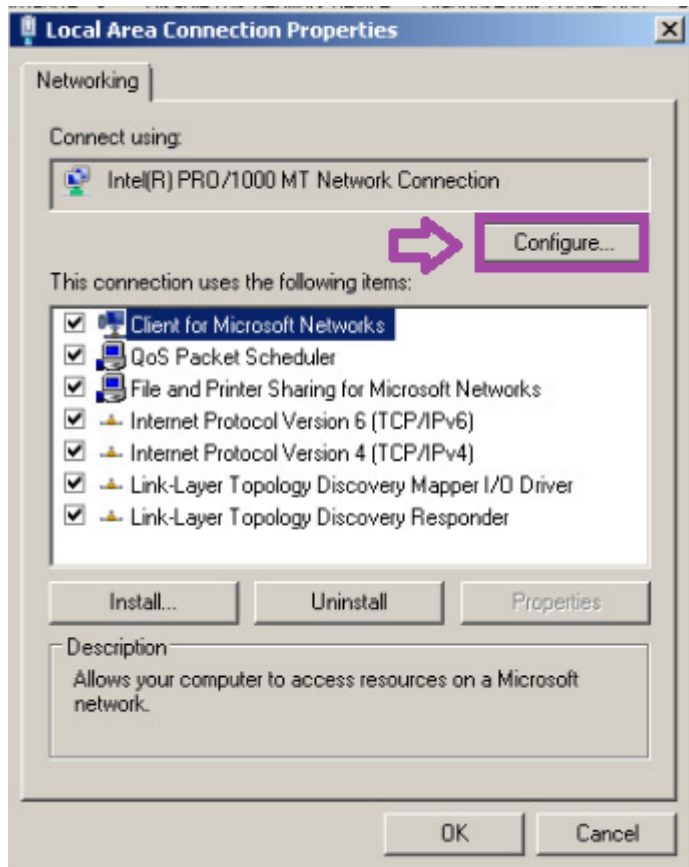 Local Area Connection Properties
Networking
Connect using:
Intel(R) PRO/1000 MT Network Connection
Configure...
This connection uses the following items:
Client for Microsoft Networks
QoS Packet Scheduler
File and Printer Sharing for Microsoft Networks
Internet Protocol Version 6 (TCP/IPv6)
Internet Protocol Version 4 (TCP/IPv4)
Link-Layer Topology Discovery Mapper I/O Driver
Link-Layer Topology Discovery Responder
Install...
Uninstall
Properties
Description
Allows your computer to access resources on a Microsoft
network.
OK
Cancel